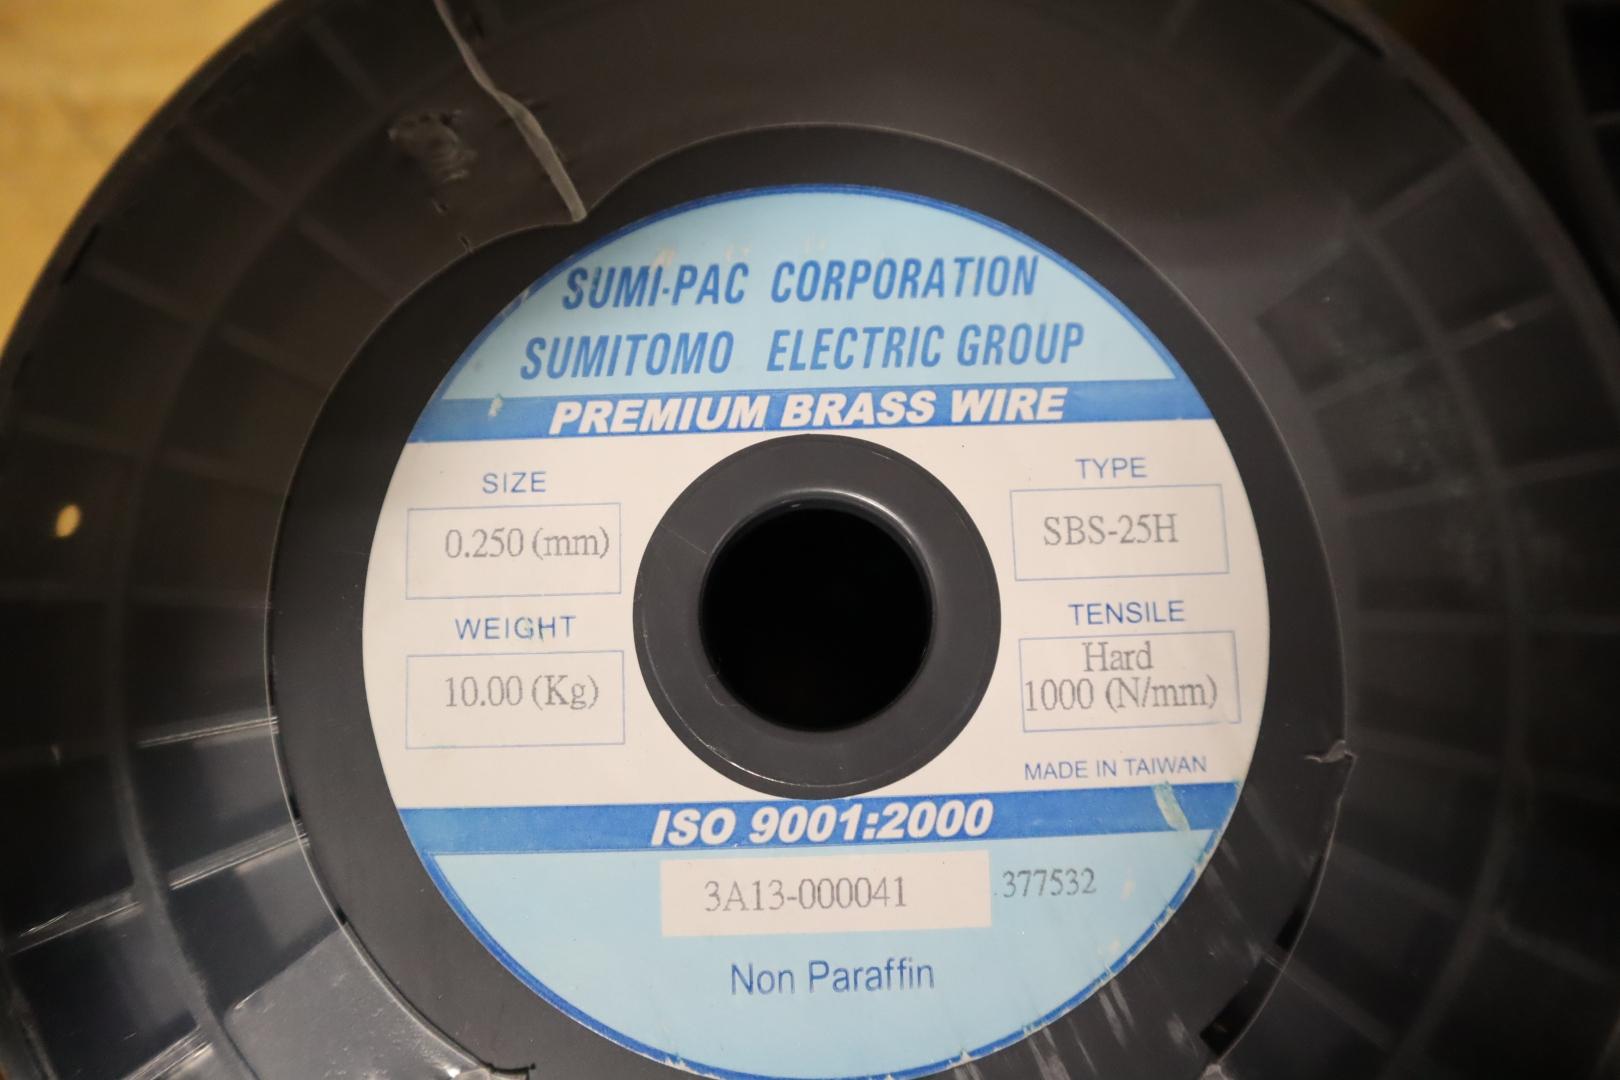 SUMI-PAC CORPORATION
SUMITOMO ELECTRIC GROUP
PREMIUM BRASS WIRE
SIZE
0.250 (mm)
WEIGHT
10.00 (Kg)
TYPE
SBS-25H
TENSILE
Hard
1000 (N/mm)
MADE IN TAIWAN
ISO 9001:2000
3A13-000041 377532
Non Paraffin